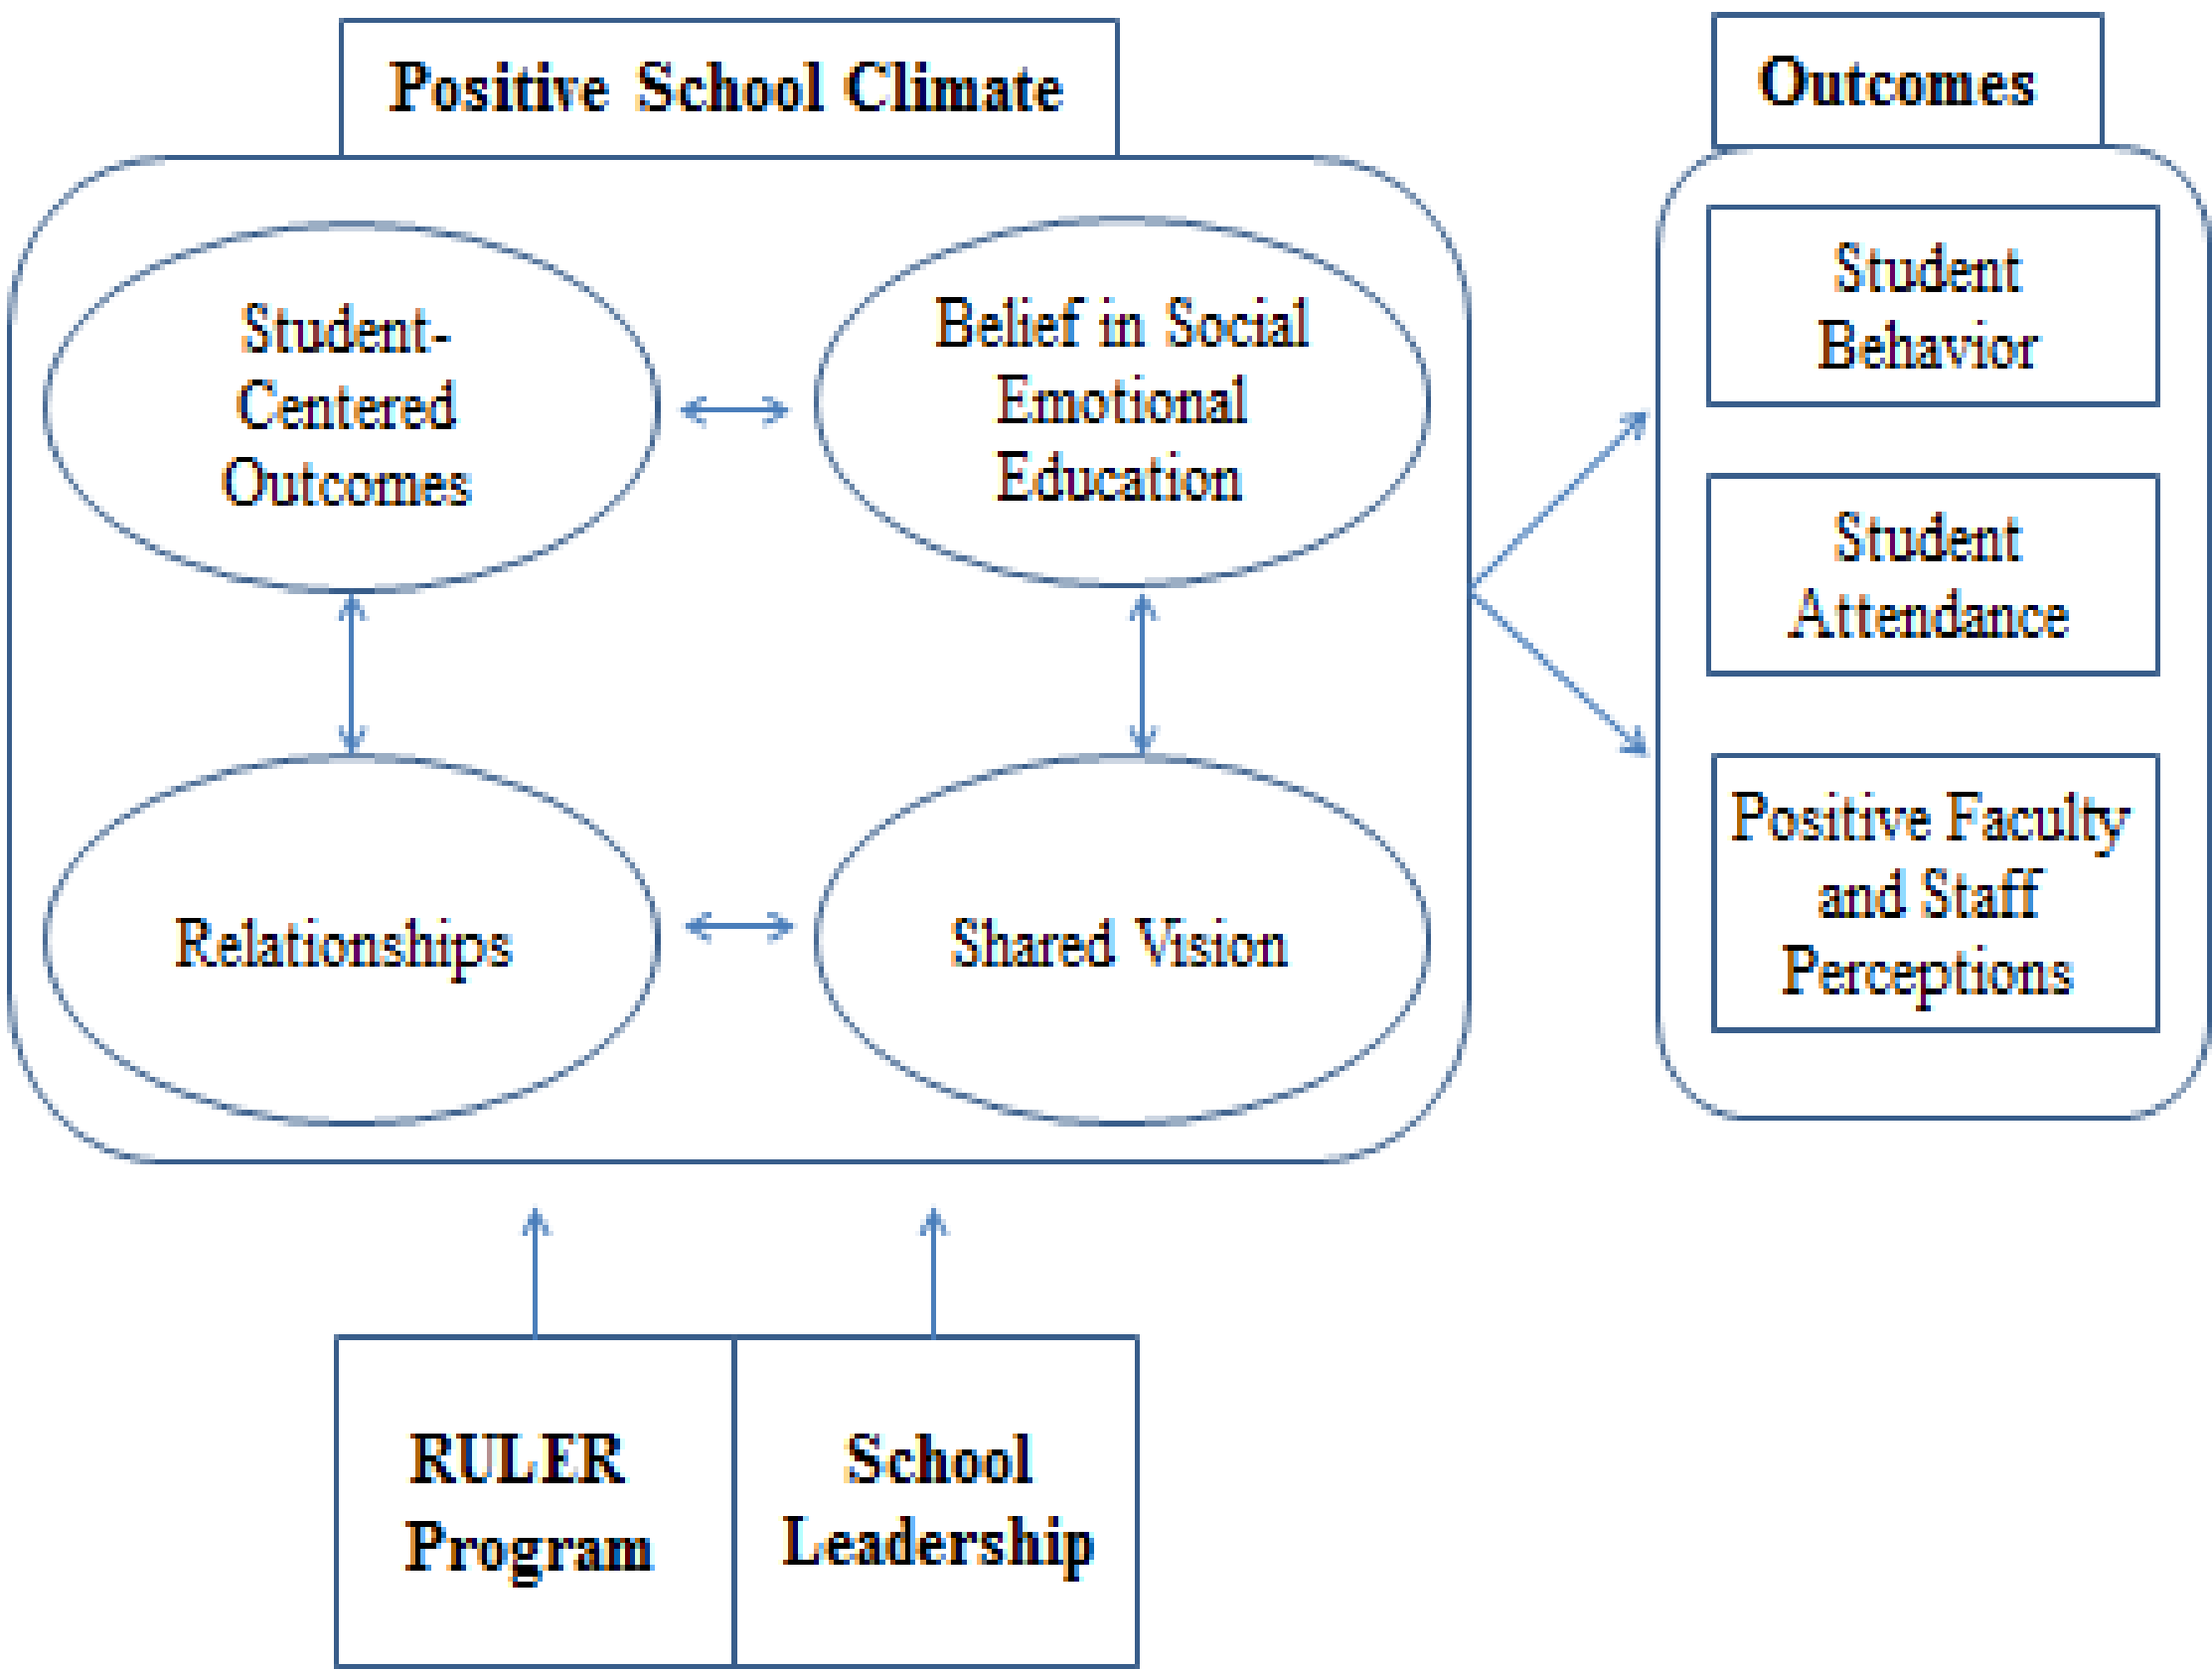 Positive School Climate
Student-
Centered
Outcomes
Belief in Social
Emotional
Education
Relationships
Shared Vision
Outcomes
Student
Behavior
Student
Attendance
Positive Faculty
and Staff
Perceptions
RULER
Program
School
Leadership